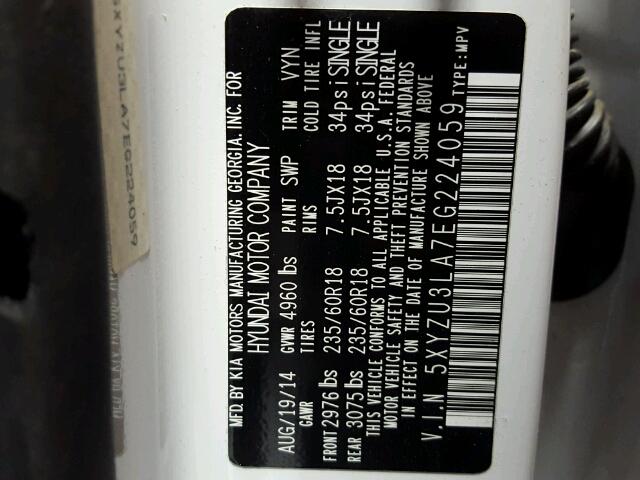 MFD.BY KIA MOTORS MANUFACTURING GEORGIA, INC. FOR
HYUNDAI MOTOR COMPANY
AUG/19/14 GVWR 4960 lbs PAINT SWP TRIM VYN
GAWR TIRES RIMS COLD TIRE INFL
FRONT 2976 lbs 235/60R18 7.5JX18 34psi SINGLE
REAR 3075 lbs 235/60R18 7.5JX18 34psi SINGLE
THIS VEHICLE CONFORMS TO ALL APPLICABLE U.S.A. FEDERAL
MOTOR VEHICLE SAFETY AND THEFT PREVENTION STANDARDS
IN EFFECT ON THE DATE OF MANUFACTURE SHOWN ABOVE
V.I.N 5XYZU3LA7EG224059 TYPE: MPV
5XYZU3LA7EG224059